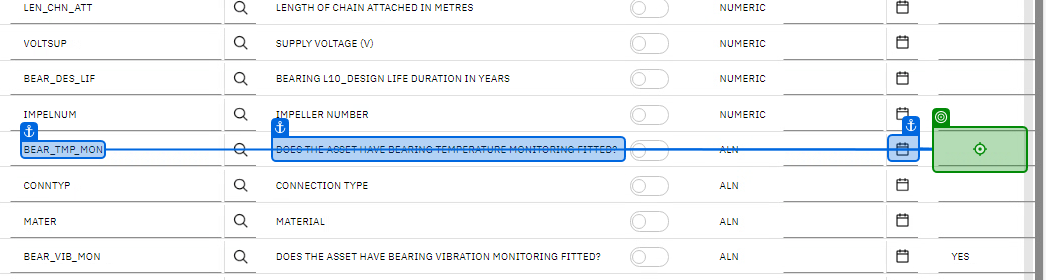 LEN_CHN_ATT LENGTH OF CHAIN ATTACHED IN METRES NUMERIC
VOLTSUP SUPPLY VOLTAGE (V) NUMERIC
BEAR_DES_LIF BEARING L10_DESIGN LIFE DURATION IN YEARS NUMERIC
IMPELNUM IMPELLER NUMBER NUMERIC
BEAR_TMP_MON DOES THE ASSET HAVE BEARING TEMPERATURE MONITORING FITTED? ALN
CONNTYP CONNECTION TYPE ALN
MATER MATERIAL ALN
BEAR_VIB_MON DOES THE ASSET HAVE BEARING VIBRATION MONITORING FITTED? ALN YES